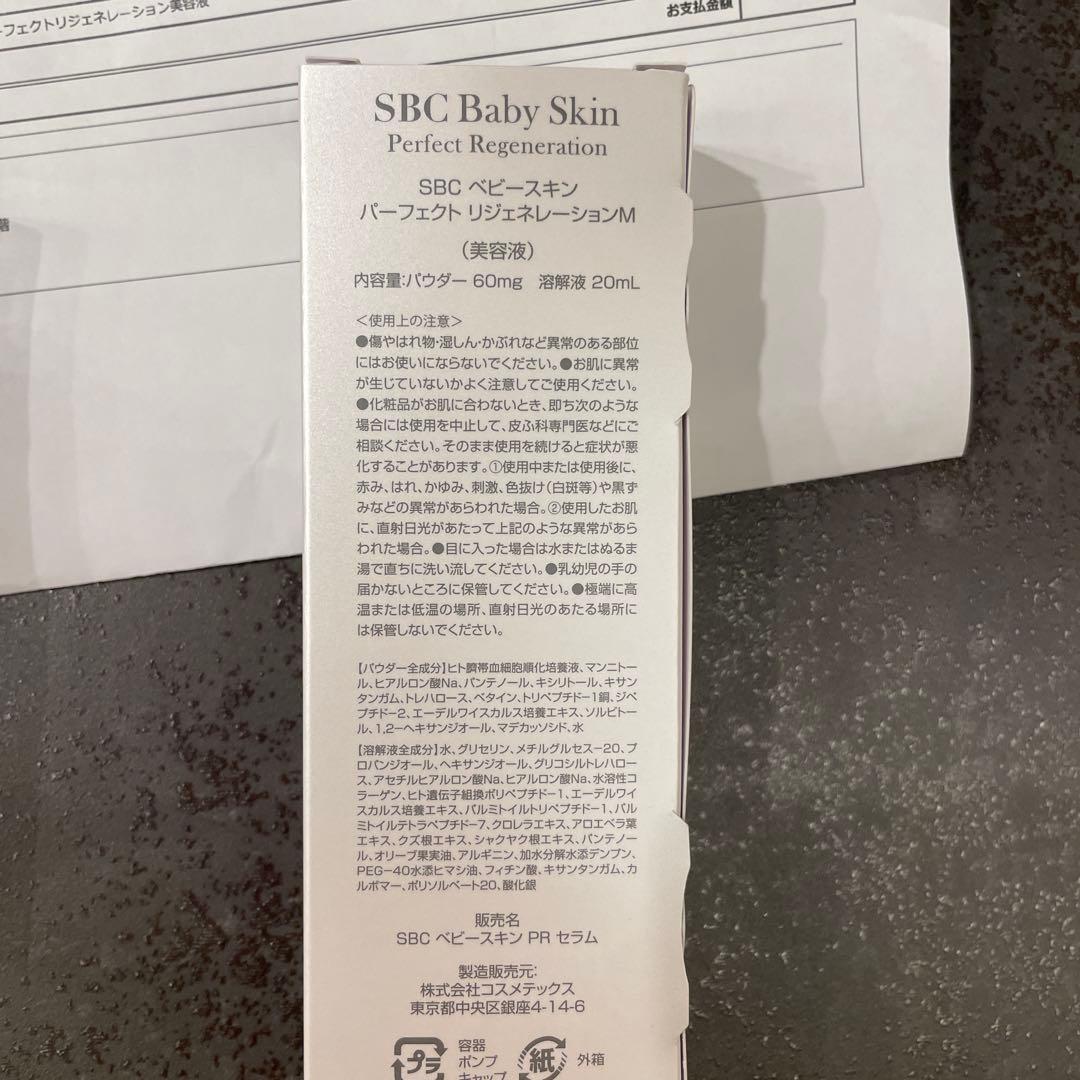 ーフェクトリジェネレーション美容液
お支払金額
SBC Baby Skin
Perfect Regeneration
SBC ベビースキン
パーフェクト リジェネレーションM
(美容液)
内容量:パウダー 60mg 溶解液 20mL
<使用上の注意>
●傷やはれ物・湿しん・かぶれなど異常のある部位
にはお使いにならないでください。●お肌に異常
が生じていないかよく注意してご使用ください。
●化粧品がお肌に合わないとき、即ち次のような
場合には使用を中止して、皮ふ科専門医などにご
相談ください。そのまま使用を続けると症状が悪
化することがあります。①使用中または使用後に、
赤み、はれ、かゆみ、刺激、色抜け(白斑等)や黒ず
みなどの異常があらわれた場合。②使用したお肌
に、直射日光があたって上記のような異常があら
われた場合。●目に入った場合は水またはぬるま
湯で直ちに洗い流してください。●乳幼児の手の
届かないところに保管してください。●極端に高
温または低温の場所、直射日光のあたる場所に
は保管しないでください。
【パウダー全成分】ヒト臍帯血細胞順化培養液、マンニトー
ル、ヒアルロン酸Na、パンテノール、キシリトール、キサン
タンガム、トレハロース、ベタイン、トリペプチド-1銅、ジペ
プチド-2、エーデルワイスカルス培養エキス、ソルビトー
ル、1,2-ヘキサンジオール、マデカッソシド、水
【溶解液全成分】水、グリセリン、メチルグルセス-20、プ
ロパンジオール、ヘキサンジオール、グリコシルトレハロー
ス、アセチルヒアルロン酸Na、ヒアルロン酸Na、水溶性コ
ラーゲン、ヒト遺伝子組換ポリペプチド-1、エーデルワイ
スカルス培養エキス、パルミトイルトリペプチド-1、パル
ミトイルテトラペプチド-7、クロレラエキス、アロエベラ葉
エキス、クズ根エキス、シャクヤク根エキス、パンテノー
ル、オリーブ果実油、アルギニン、加水分解水添デンプン、
PEG-40水添ヒマシ油、フィチン酸、キサンタンガム、カ
ルボマー、ポリソルベート20、酸化銀
販売名
SBC ベビースキン PR セラム
製造販売元:
株式会社コスメテックス
東京都中央区銀座4-14-6
プラ
容器
ポンプ
キャップ
紙
外箱